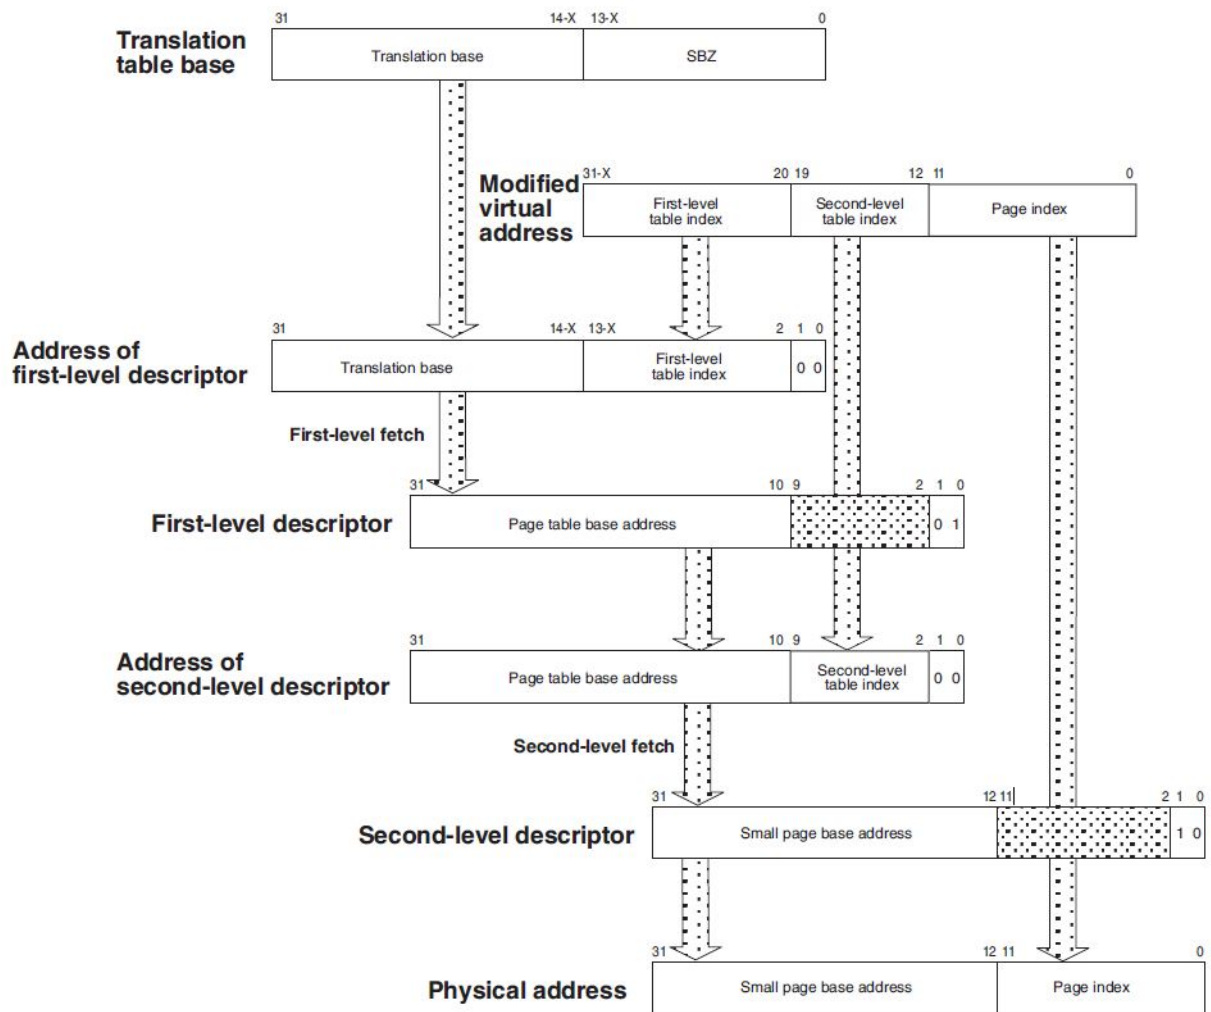 31 14-X 13-X 0
Translation
table base
Translation base SBZ
31-X 20 19 12 11 0
Modified
virtual
address
First-level
table index
Second-level
table index
Page index
31 14-X 13-X 2 1 0
Address of
first-level descriptor
Translation base
First-level
table index
0 0
First-level fetch
31 10 9 2 1 0
First-level descriptor
Page table base address
0 1
31 10 9 2 1 0
Address of
second-level descriptor
Page table base address
Second-level
table index
0 0
Second-level fetch
31 12 11 2 1 0
Second-level descriptor
Small page base address
1 0
31 12 11 0
Physical address
Small page base address
Page index